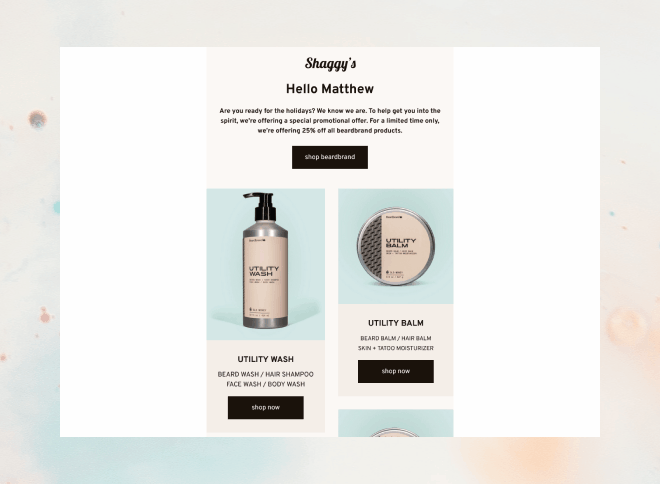 Shaggy's
Hello Matthew
Are you ready for the holidays? We know we are. To help get you into the
spirit, we're offering a special promotional offer. For a limited time only,
we're offering 25% off all beardbrand products.
shop beardbrand
UTILITY
WASH
UTILITY WASH
BEARD WASH / HAIR SHAMPOO
FACE WASH / BODY WASH
shop now
UTILITY
BALM
UTILITY BALM
BEARD BALM / HAIR BALM
SKIN + TATOO MOISTURIZER
shop now